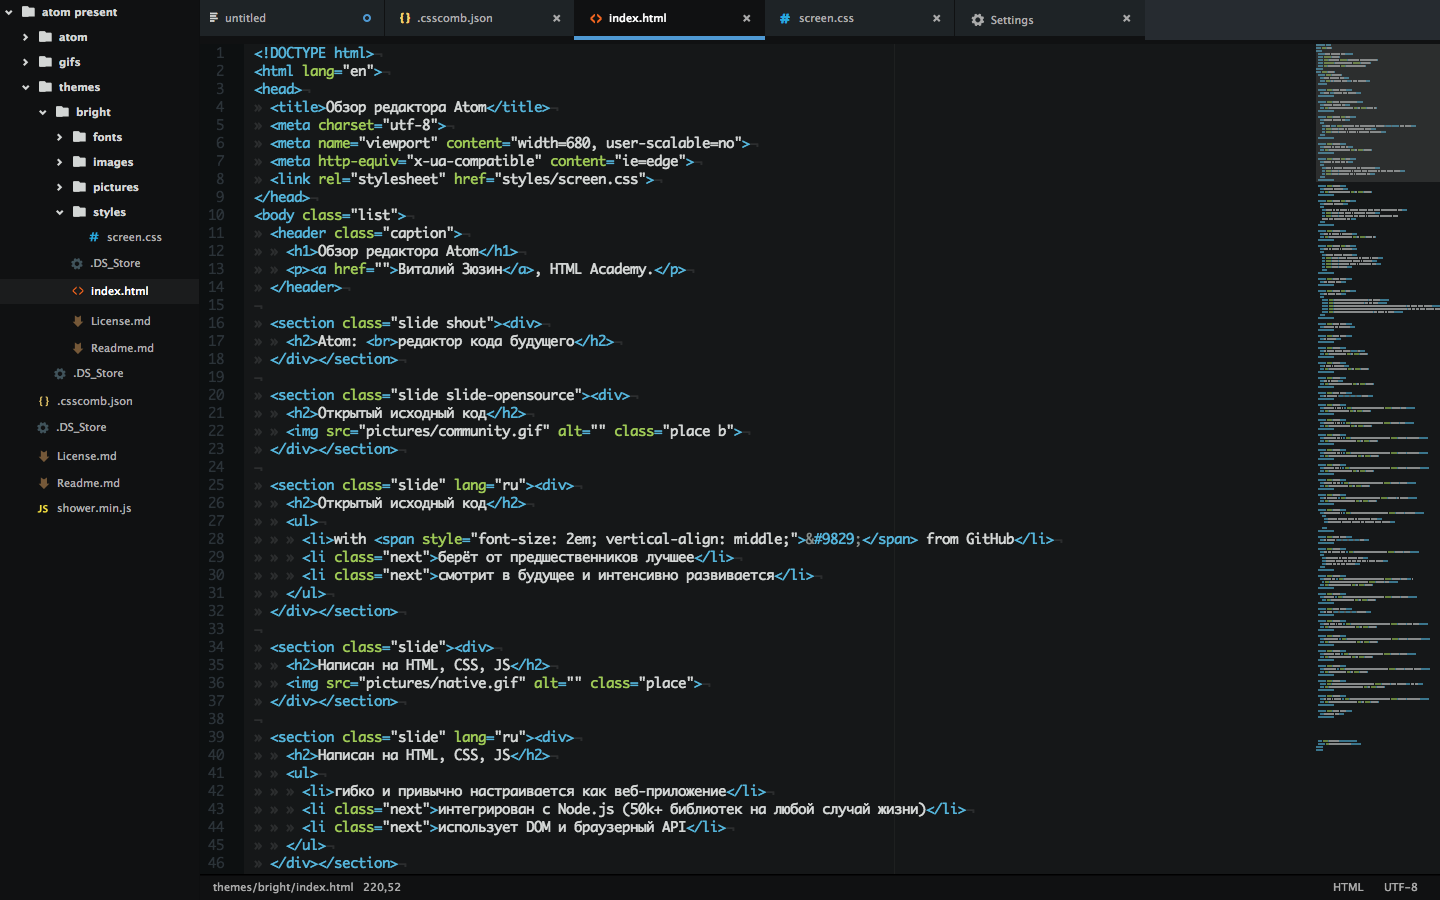 atom present
atom
gifs
themes
bright
fonts
images
pictures
styles
# screen.css
.DS_Store
<> index.html
License.md
Readme.md
.DS_Store
{} .csscomb.json
.DS_Store
License.md
Readme.md
JS shower.min.js
untitled
{} .csscomb.json ×
<> index.html ×
# screen.css ×
Settings ×
1 <!DOCTYPE html>¬
2 <html lang="en">¬
3 <head>¬
4 » <title>Обзор редактора Atom</title>¬
5 » <meta charset="utf-8">¬
6 » <meta name="viewport" content="width=680, user-scalable=no">¬
7 » <meta http-equiv="x-ua-compatible" content="ie=edge">¬
8 » <link rel="stylesheet" href="styles/screen.css">¬
9 </head>¬
10 <body class="list">¬
11 » <header class="caption">¬
12 » » <h1>Обзор редактора Atom</h1>¬
13 » » <p><a href="">Виталий Зюзин</a>, HTML Academy.</p>¬
14 » </header>¬
15 ¬
16 » <section class="slide shout"><div>¬
17 » » <h2>Atom: <br>редактор кода будущего</h2>¬
18 » </div></section>¬
19 ¬
20 » <section class="slide slide-opensource"><div>¬
21 » » <h2>Открытый исходный код</h2>¬
22 » » <img src="pictures/community.gif" alt="" class="place b">¬
23 » </div></section>¬
24 ¬
25 » <section class="slide" lang="ru"><div>¬
26 » » <h2>Открытый исходный код</h2>¬
27 » » <ul>¬
28 » » » <li>with <span style="font-size: 2em; vertical-align: middle;">&#9829;</span> from GitHub</li>¬
29 » » » <li class="next">берёт от предшественников лучшее</li>¬
30 » » » <li class="next">смотрит в будущее и интенсивно развивается</li>¬
31 » » </ul>¬
32 » </div></section>¬
33 ¬
34 » <section class="slide"><div>¬
35 » » <h2>Написан на HTML, CSS, JS</h2>¬
36 » » <img src="pictures/native.gif" alt="" class="place">¬
37 » </div></section>¬
38 ¬
39 » <section class="slide" lang="ru"><div>¬
40 » » <h2>Написан на HTML, CSS, JS</h2>¬
41 » » <ul>¬
42 » » » <li>гибко и привычно настраивается как веб-приложение</li>¬
43 » » » <li class="next">интегрирован с Node.js (50k+ библиотек на любой случай жизни)</li>¬
44 » » » <li class="next">использует DOM и браузерный API</li>¬
45 » » </ul>¬
46 » </div></section>¬
themes/bright/index.html 220,52 HTML UTF-8